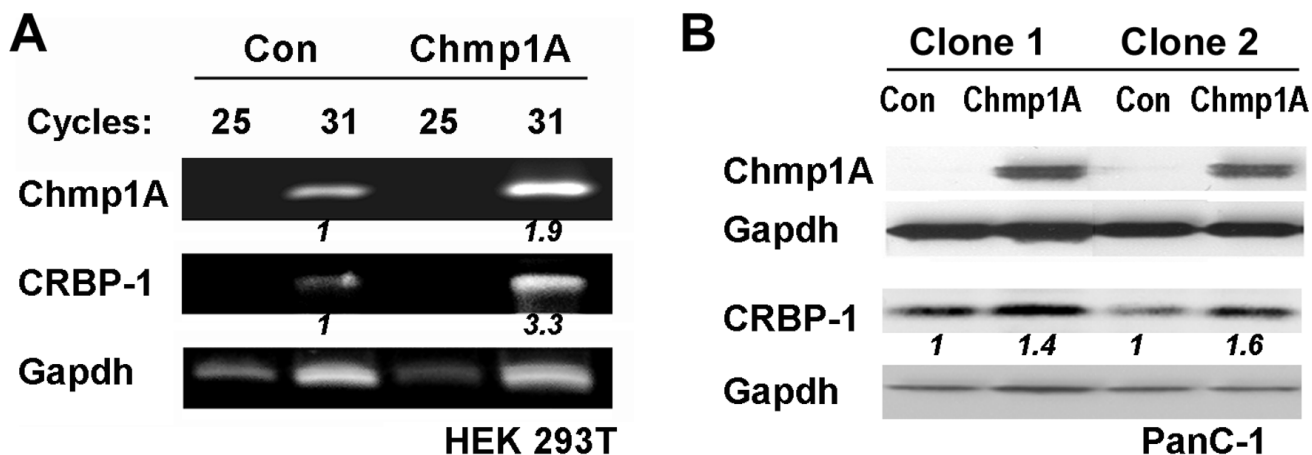 A
Con Chmp1A
Cycles: 25 31 25 31
Chmp1A
1 1.9
CRBP-1
1 3.3
Gapdh
HEK 293T
B
Clone 1 Clone 2
Con Chmp1A Con Chmp1A
Chmp1A
Gapdh
CRBP-1
1 1.4 1 1.6
Gapdh
PanC-1